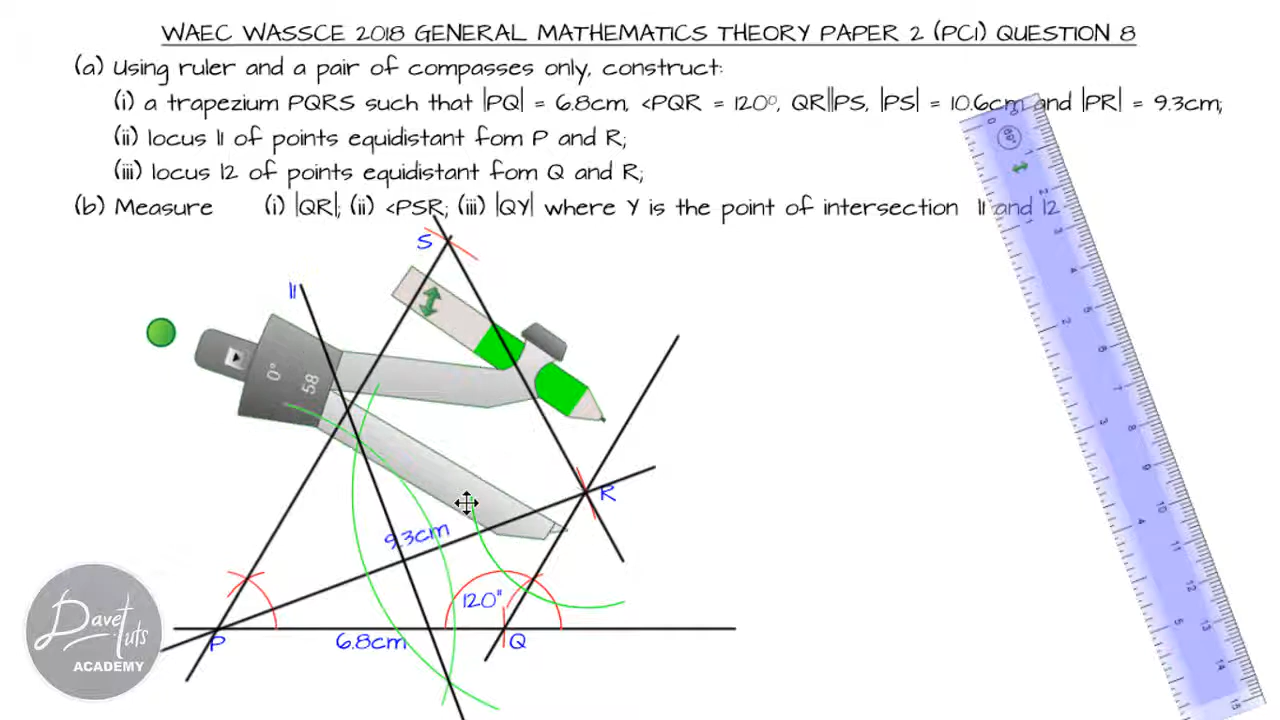 WAEC WASSCE 2018 GENERAL MATHEMATICS THEORY PAPER 2 (PC1) QUESTION 8
(a) Using ruler and a pair of compasses only, construct:
(i) a trapezium PQRS such that |PQ| = 6.8cm, <PQR = 120°, QR||PS, |PS| = 10.6cm and |PR| = 9.3cm;
(ii) locus l1 of points equidistant fom P and R;
(iii) locus l2 of points equidistant fom Q and R;
(b) Measure (i) |QR|; (ii) <PSR; (iii) |QY| where Y is the point of intersection l1 and l2
S
l1
0°
58
R
9.3cm
120°
P
6.8cm
Q
Davet Tuts
ACADEMY